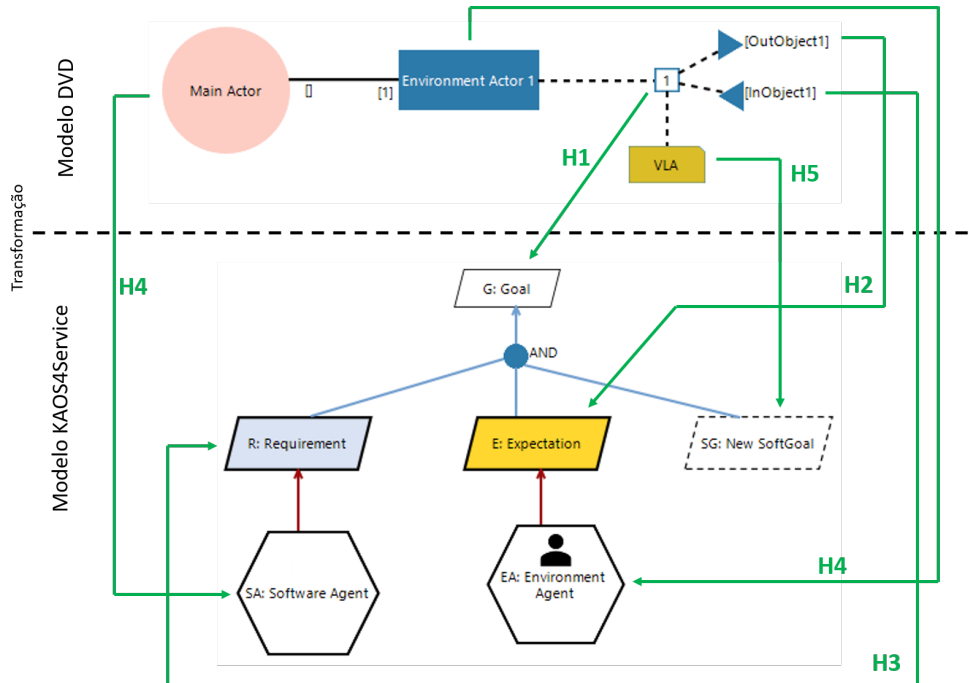 Modelo DVD
Main Actor
[]
[1]
Environment Actor 1
1
[OutObject1]
[InObject1]
VLA
H1
H5
Transformação
H4
H2
Modelo KAOS4Service
G: Goal
AND
R: Requirement
E: Expectation
SG: New SoftGoal
SA: Software Agent
EA: Environment
Agent
H4
H3